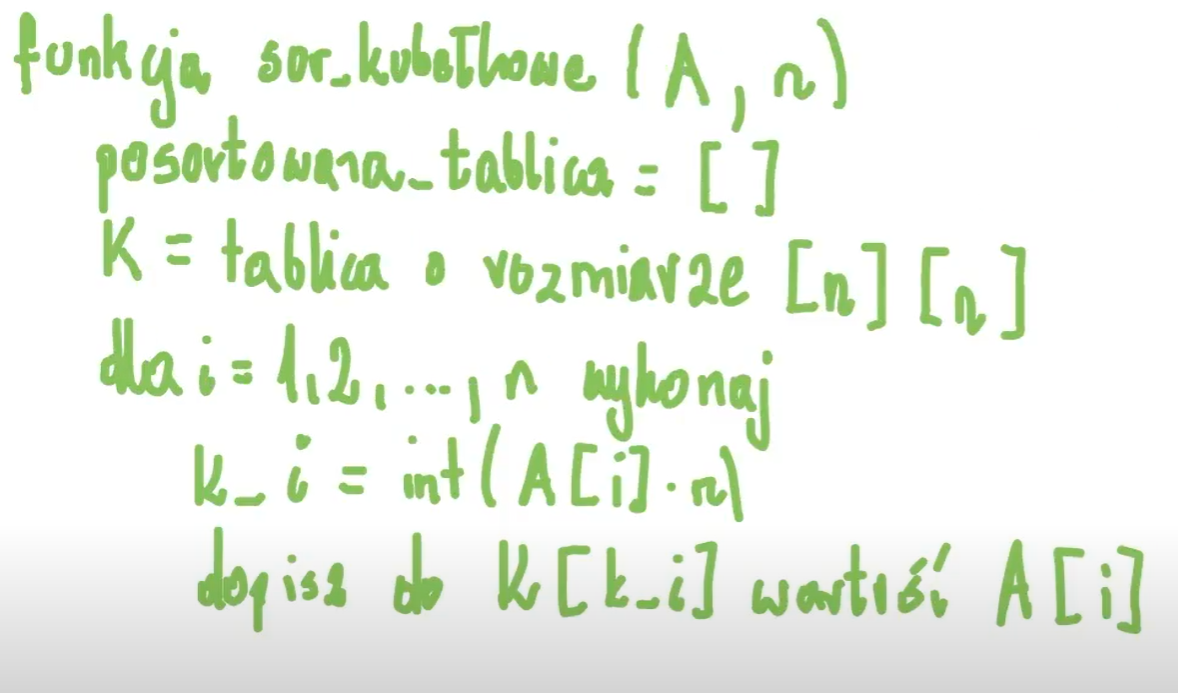 funkcja sor_kubełkowe (A, n)
posortowana_tablica = [ ]
K = tablica o rozmiarze [n] [n]
dla i = 1, 2, ..., n wykonaj
k_i = int(A[i]·n)
dopisz do K[k_i] wartość A[i]